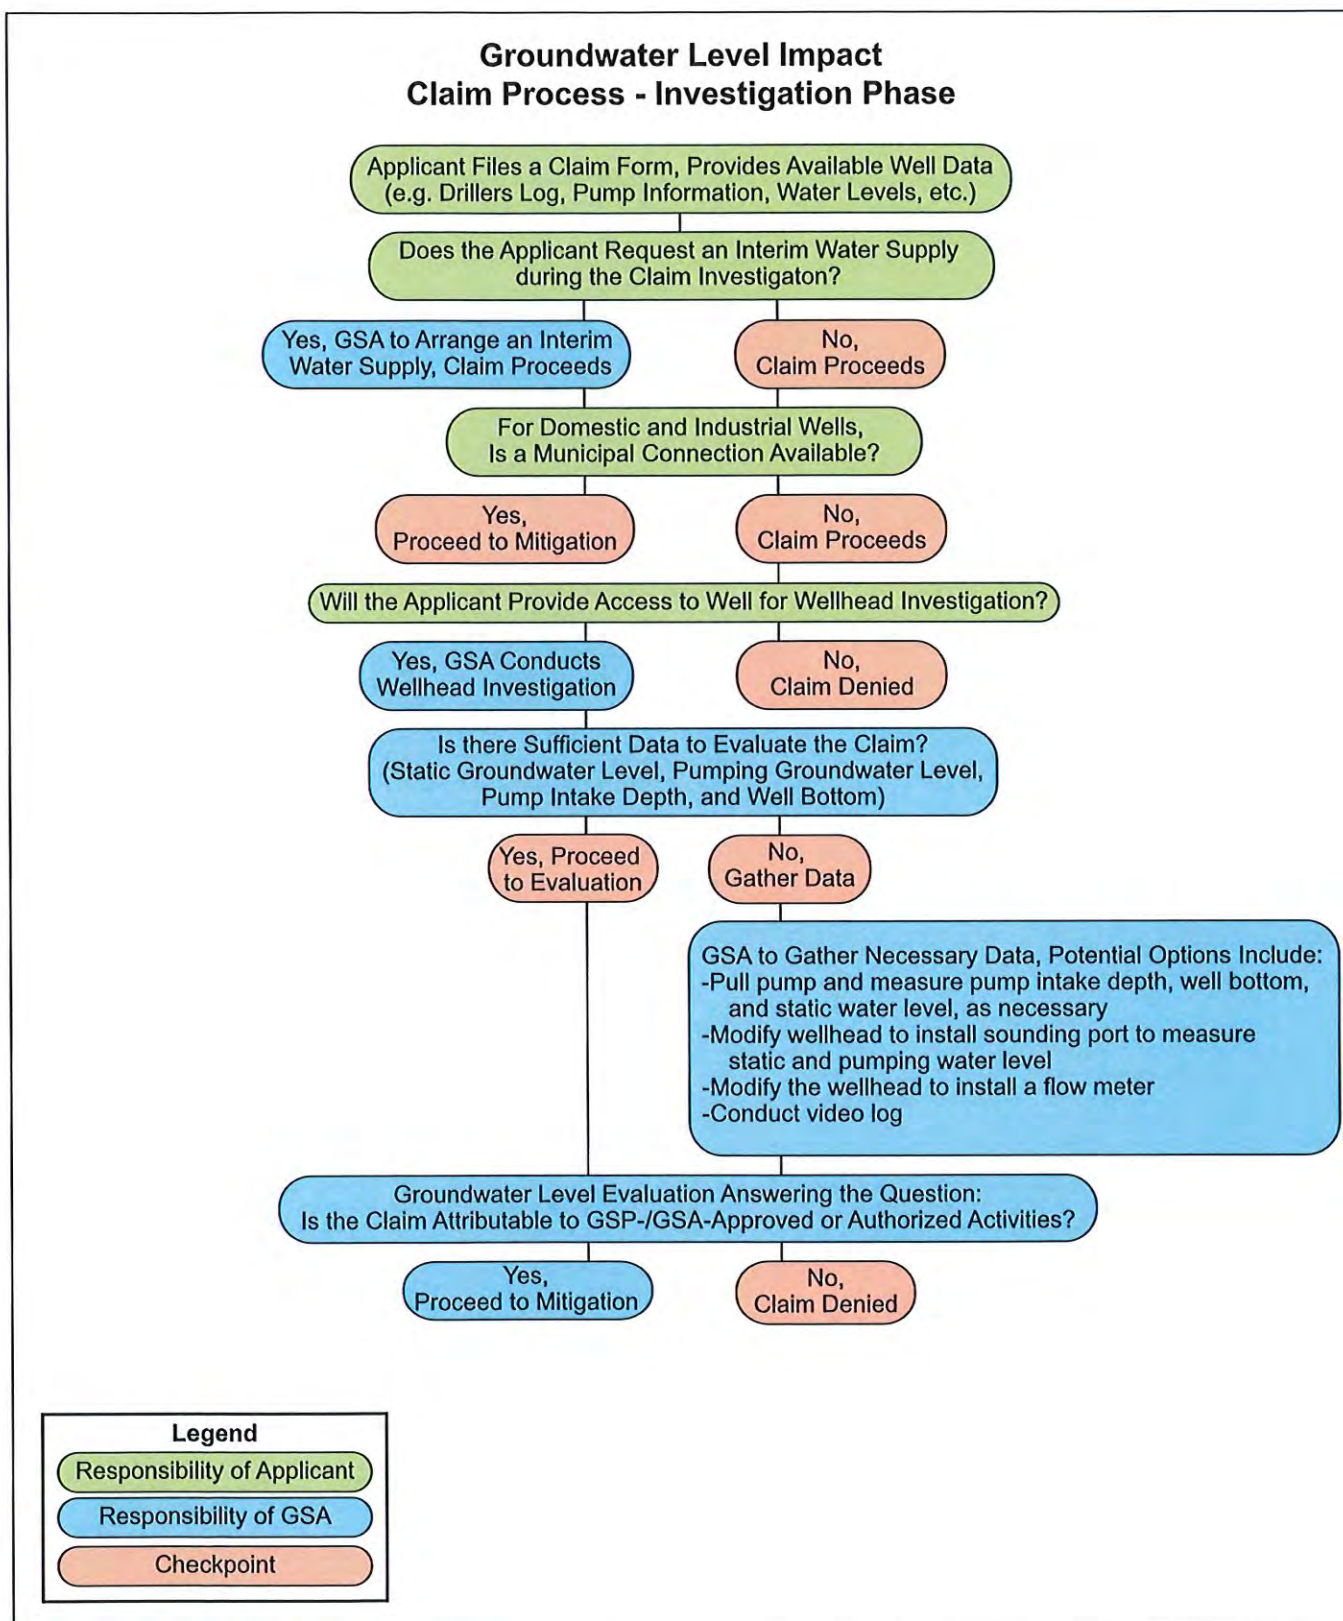 Groundwater Level Impact
Claim Process - Investigation Phase
Applicant Files a Claim Form, Provides Available Well Data
(e.g. Drillers Log, Pump Information, Water Levels, etc.)
Does the Applicant Request an Interim Water Supply
during the Claim Investigaton?
Yes, GSA to Arrange an Interim
Water Supply, Claim Proceeds
No,
Claim Proceeds
For Domestic and Industrial Wells,
Is a Municipal Connection Available?
Yes,
Proceed to Mitigation
No,
Claim Proceeds
Will the Applicant Provide Access to Well for Wellhead Investigation?
Yes, GSA Conducts
Wellhead Investigation
No,
Claim Denied
Is there Sufficient Data to Evaluate the Claim?
(Static Groundwater Level, Pumping Groundwater Level,
Pump Intake Depth, and Well Bottom)
Yes, Proceed
to Evaluation
No,
Gather Data
GSA to Gather Necessary Data, Potential Options Include:
-Pull pump and measure pump intake depth, well bottom,
and static water level, as necessary
-Modify wellhead to install sounding port to measure
static and pumping water level
-Modify the wellhead to install a flow meter
-Conduct video log
Groundwater Level Evaluation Answering the Question:
Is the Claim Attributable to GSP-/GSA-Approved or Authorized Activities?
Yes,
Proceed to Mitigation
No,
Claim Denied
Legend
Responsibility of Applicant
Responsibility of GSA
Checkpoint